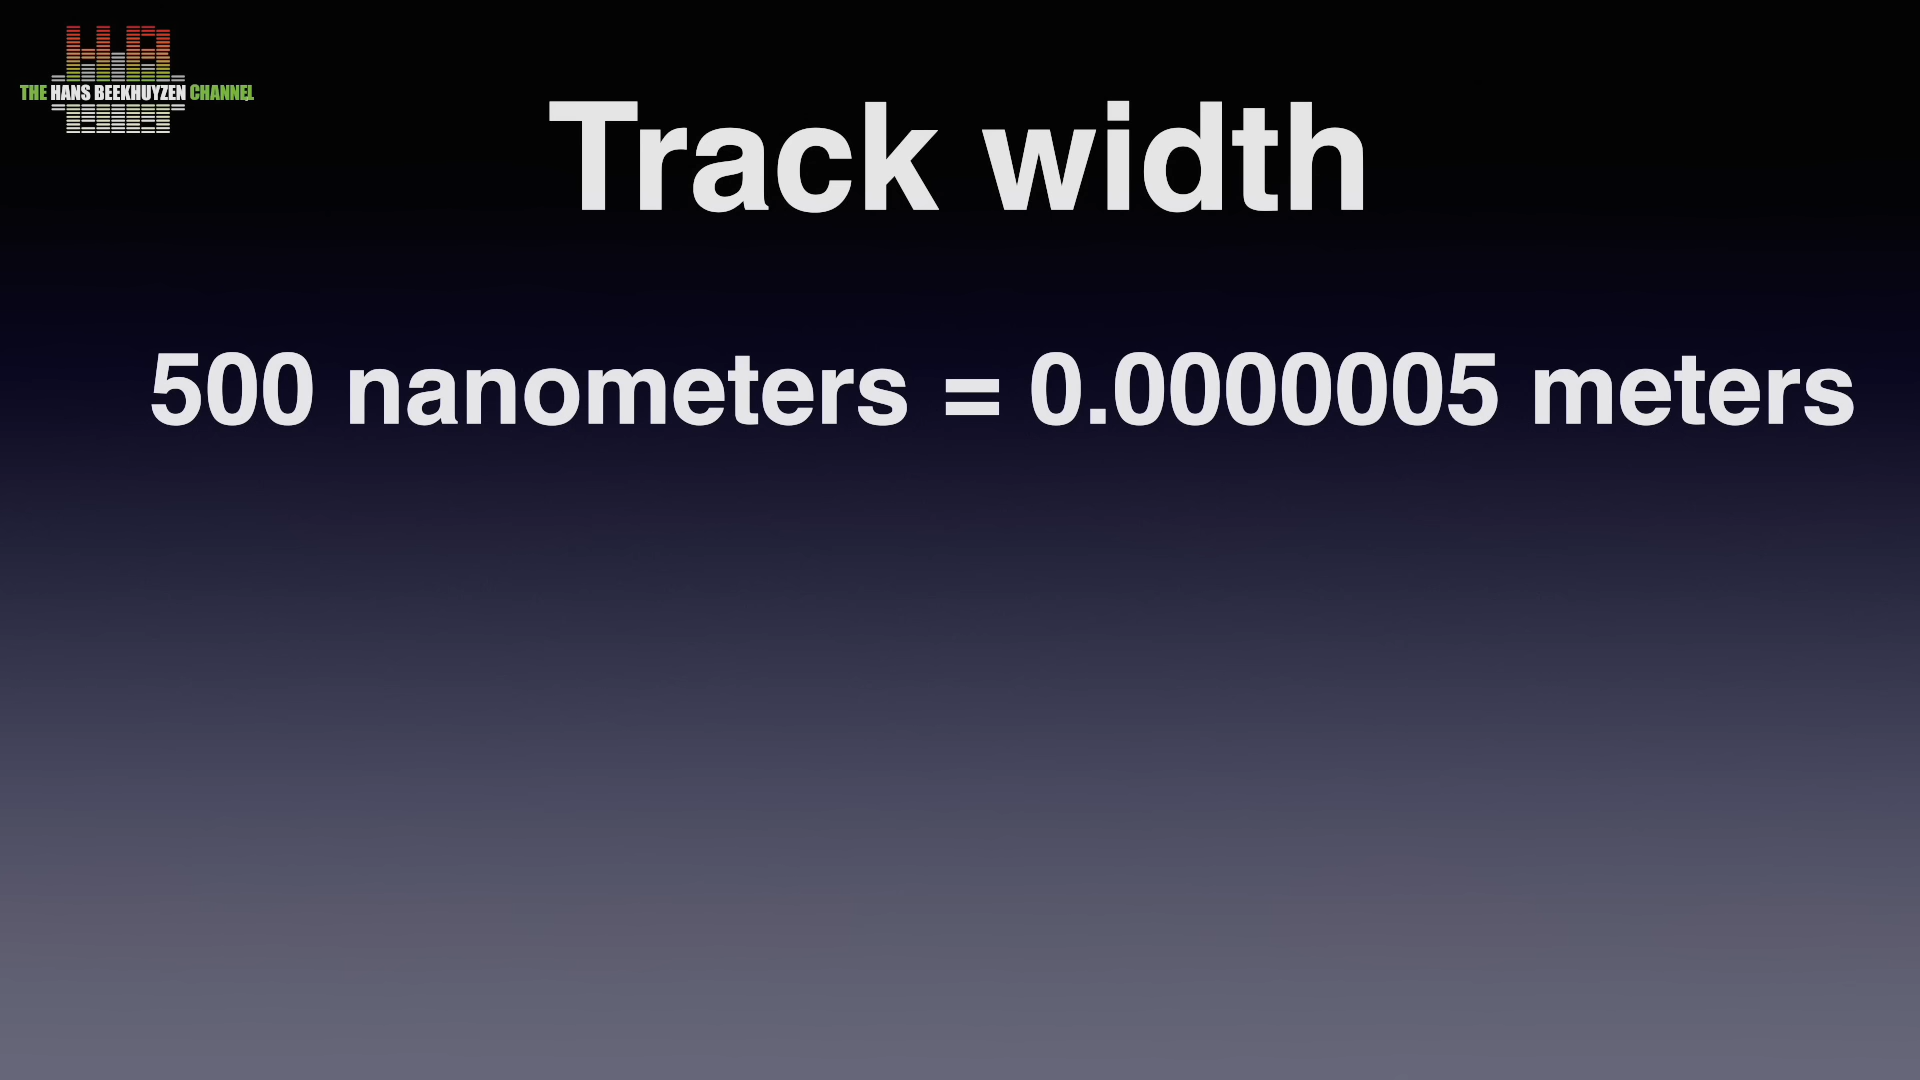 THE HANS BEEKHUYZEN CHANNEL
Track width
500 nanometers = 0.0000005 meters